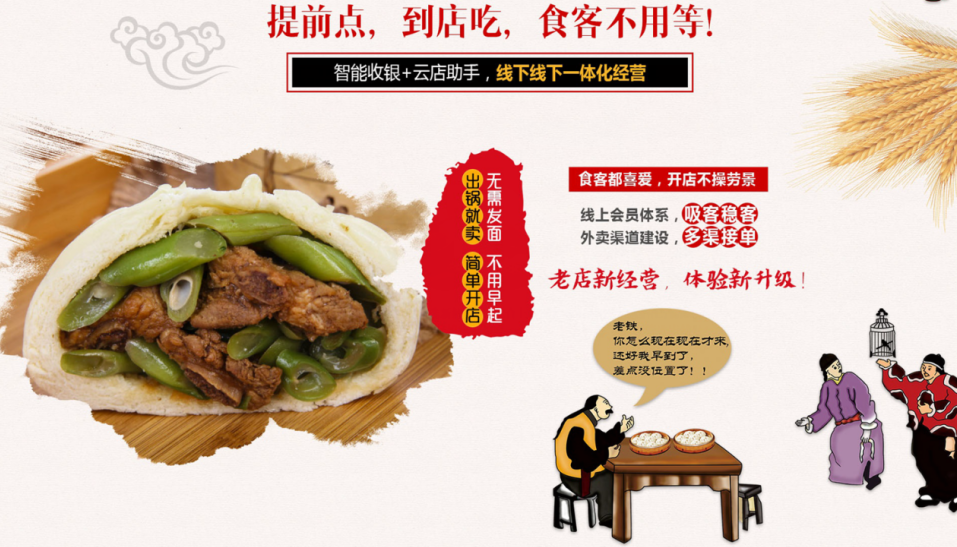 提前点，到店吃，食客不用等!
智能收银+云店助手，线下线下一体化经营
无需发面 不用早起
出锅就卖 简单开店
食客都喜爱，开店不操劳景
线上会员体系，吸客稳客
外卖渠道建设，多渠接单
老店新经营，体验新升级！
老铁，
你怎么现在现在才来，
还好我早到了，
差点没位置了！！